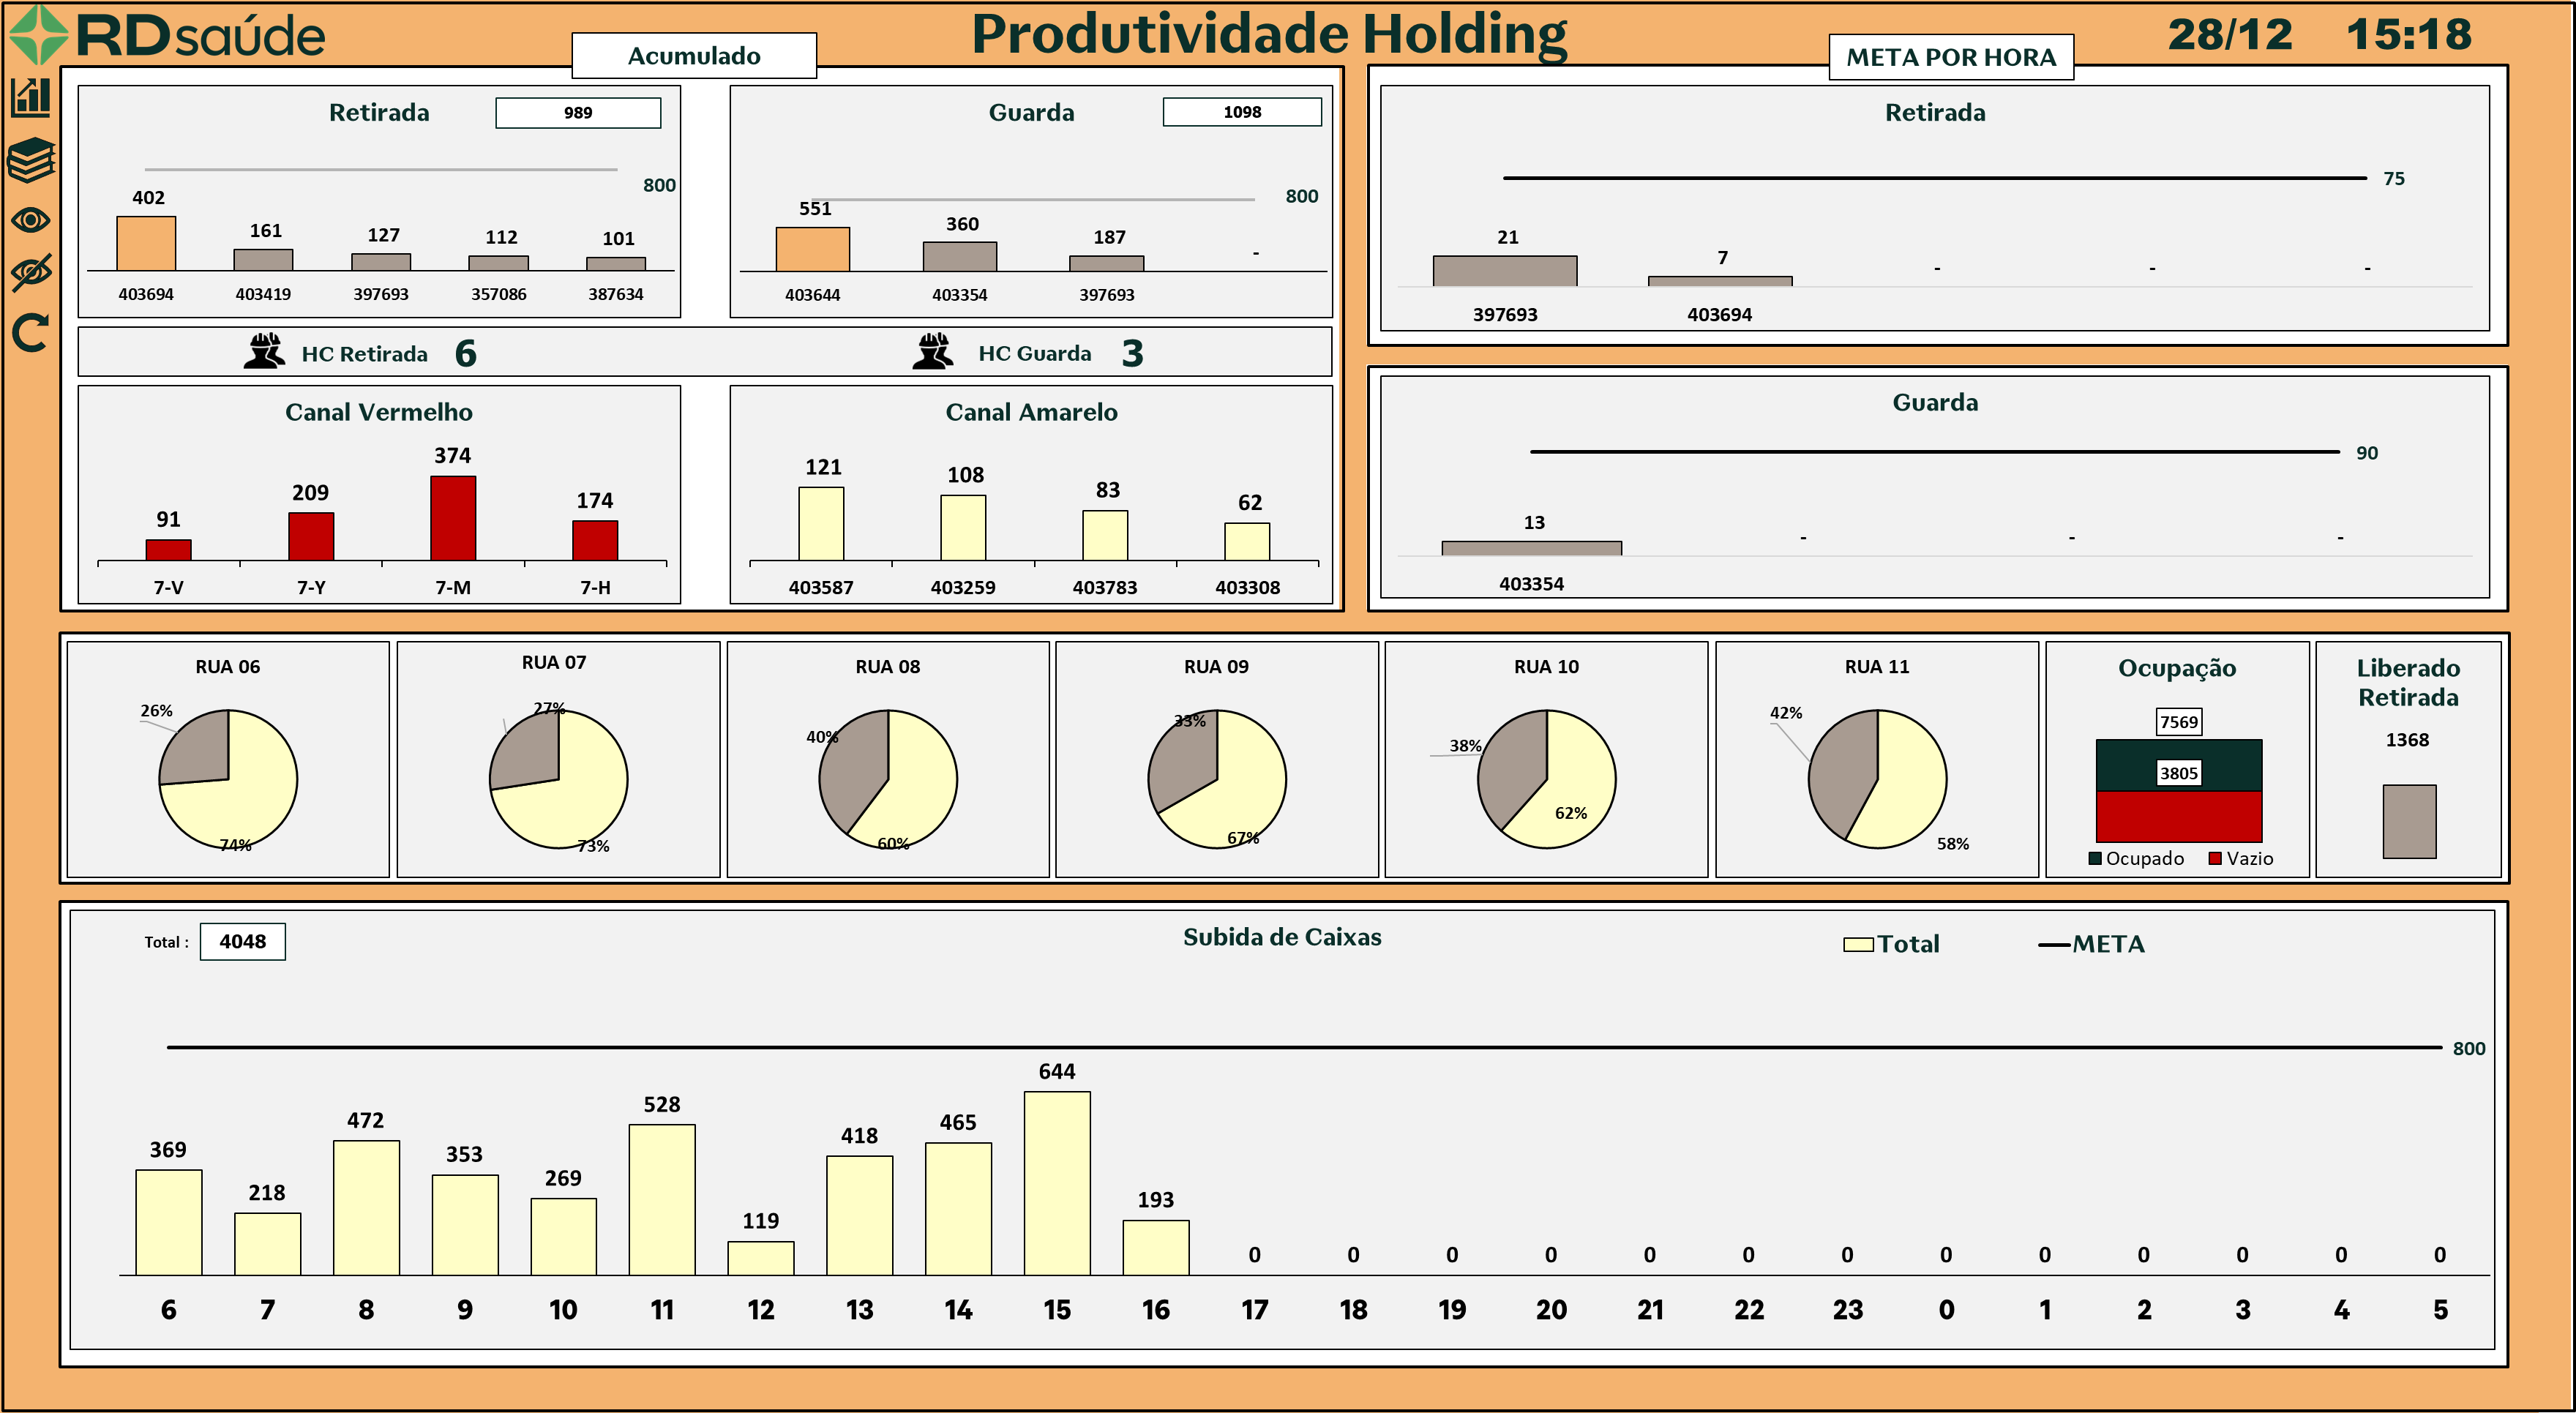 RDsaúde
Produtividade Holding
28/12 15:18
Acumulado
META POR HORA
Retirada 989
800
402 161 127 112 101
403694 403419 397693 357086 387634
Guarda 1098
800
551 360 187 -
403644 403354 397693
HC Retirada 6
HC Guarda 3
Canal Vermelho
91 209 374 174
7-V 7-Y 7-M 7-H
Canal Amarelo
121 108 83 62
403587 403259 403783 403308
Retirada
75
21 7 - - -
397693 403694
Guarda
90
13 - - -
403354
RUA 06
26%
74%
RUA 07
27%
73%
RUA 08
40%
60%
RUA 09
33%
67%
RUA 10
38%
62%
RUA 11
42%
58%
Ocupação
7569
3805
Ocupado Vazio
Liberado
Retirada
1368
Total : 4048
Subida de Caixas
Total META
800
369 218 472 353 269 528 119 418 465 644 193 0 0 0 0 0 0 0 0 0 0 0 0 0
6 7 8 9 10 11 12 13 14 15 16 17 18 19 20 21 22 23 0 1 2 3 4 5